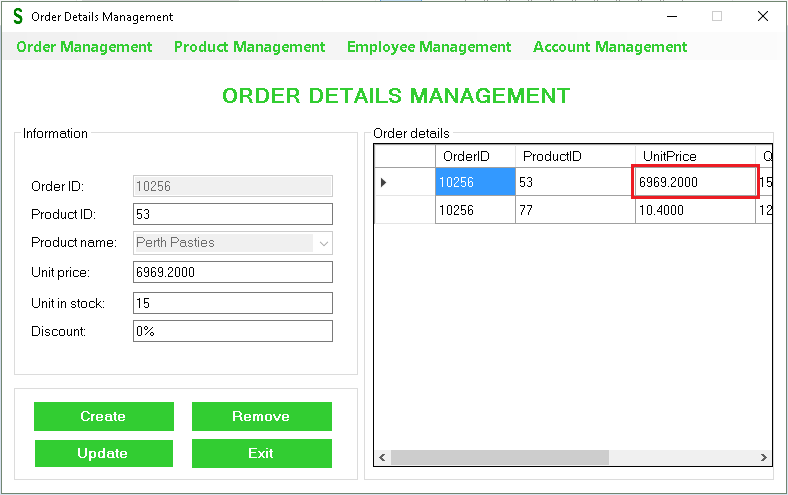 S Order Details Management
Order Management Product Management Employee Management Account Management
ORDER DETAILS MANAGEMENT
Information
Order ID: 10256
Product ID: 53
Product name: Perth Pasties
Unit price: 6969.2000
Unit in stock: 15
Discount: 0%
Create Remove
Update Exit
Order details
OrderID ProductID UnitPrice Q
10256 53 6969.2000 15
10256 77 10.4000 12